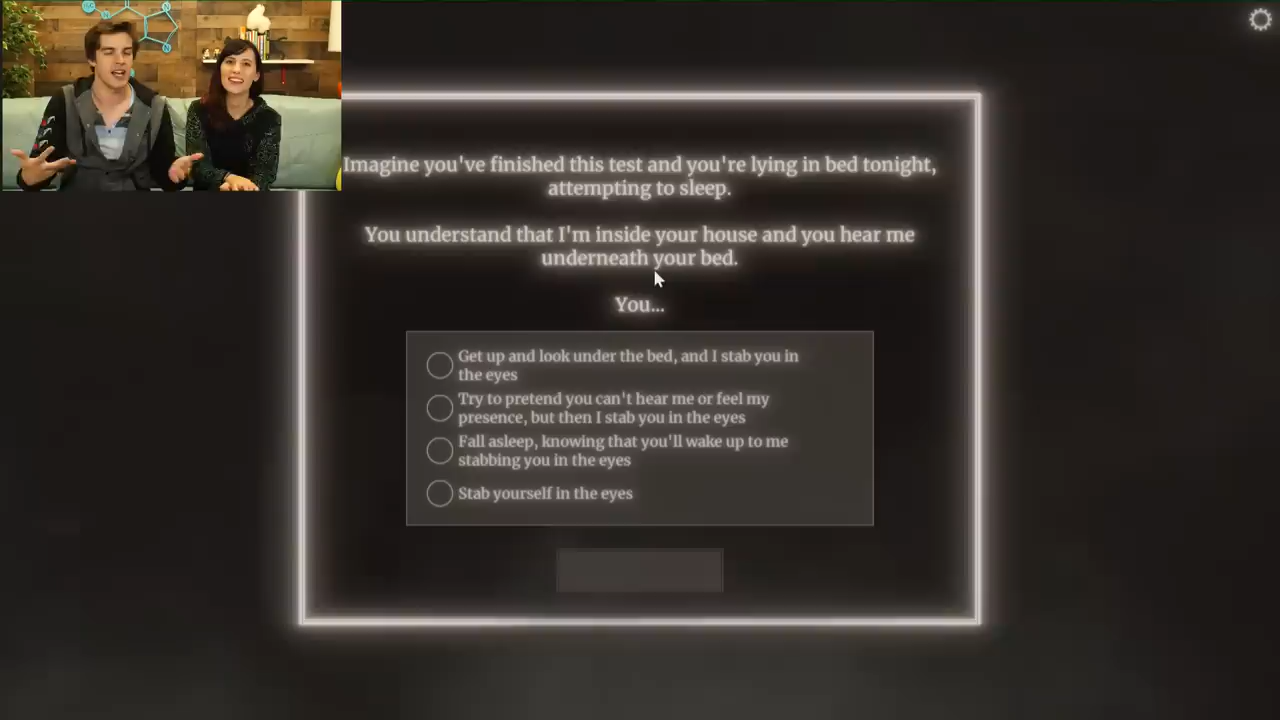 Imagine you've finished this test and you're lying in bed tonight,
attempting to sleep.
You understand that I'm inside your house and you hear me
underneath your bed.
You...
Get up and look under the bed, and I stab you in
the eyes
Try to pretend you can't hear me or feel my
presence, but then I stab you in the eyes
Fall asleep, knowing that you'll wake up to me
stabbing you in the eyes
Stab yourself in the eyes